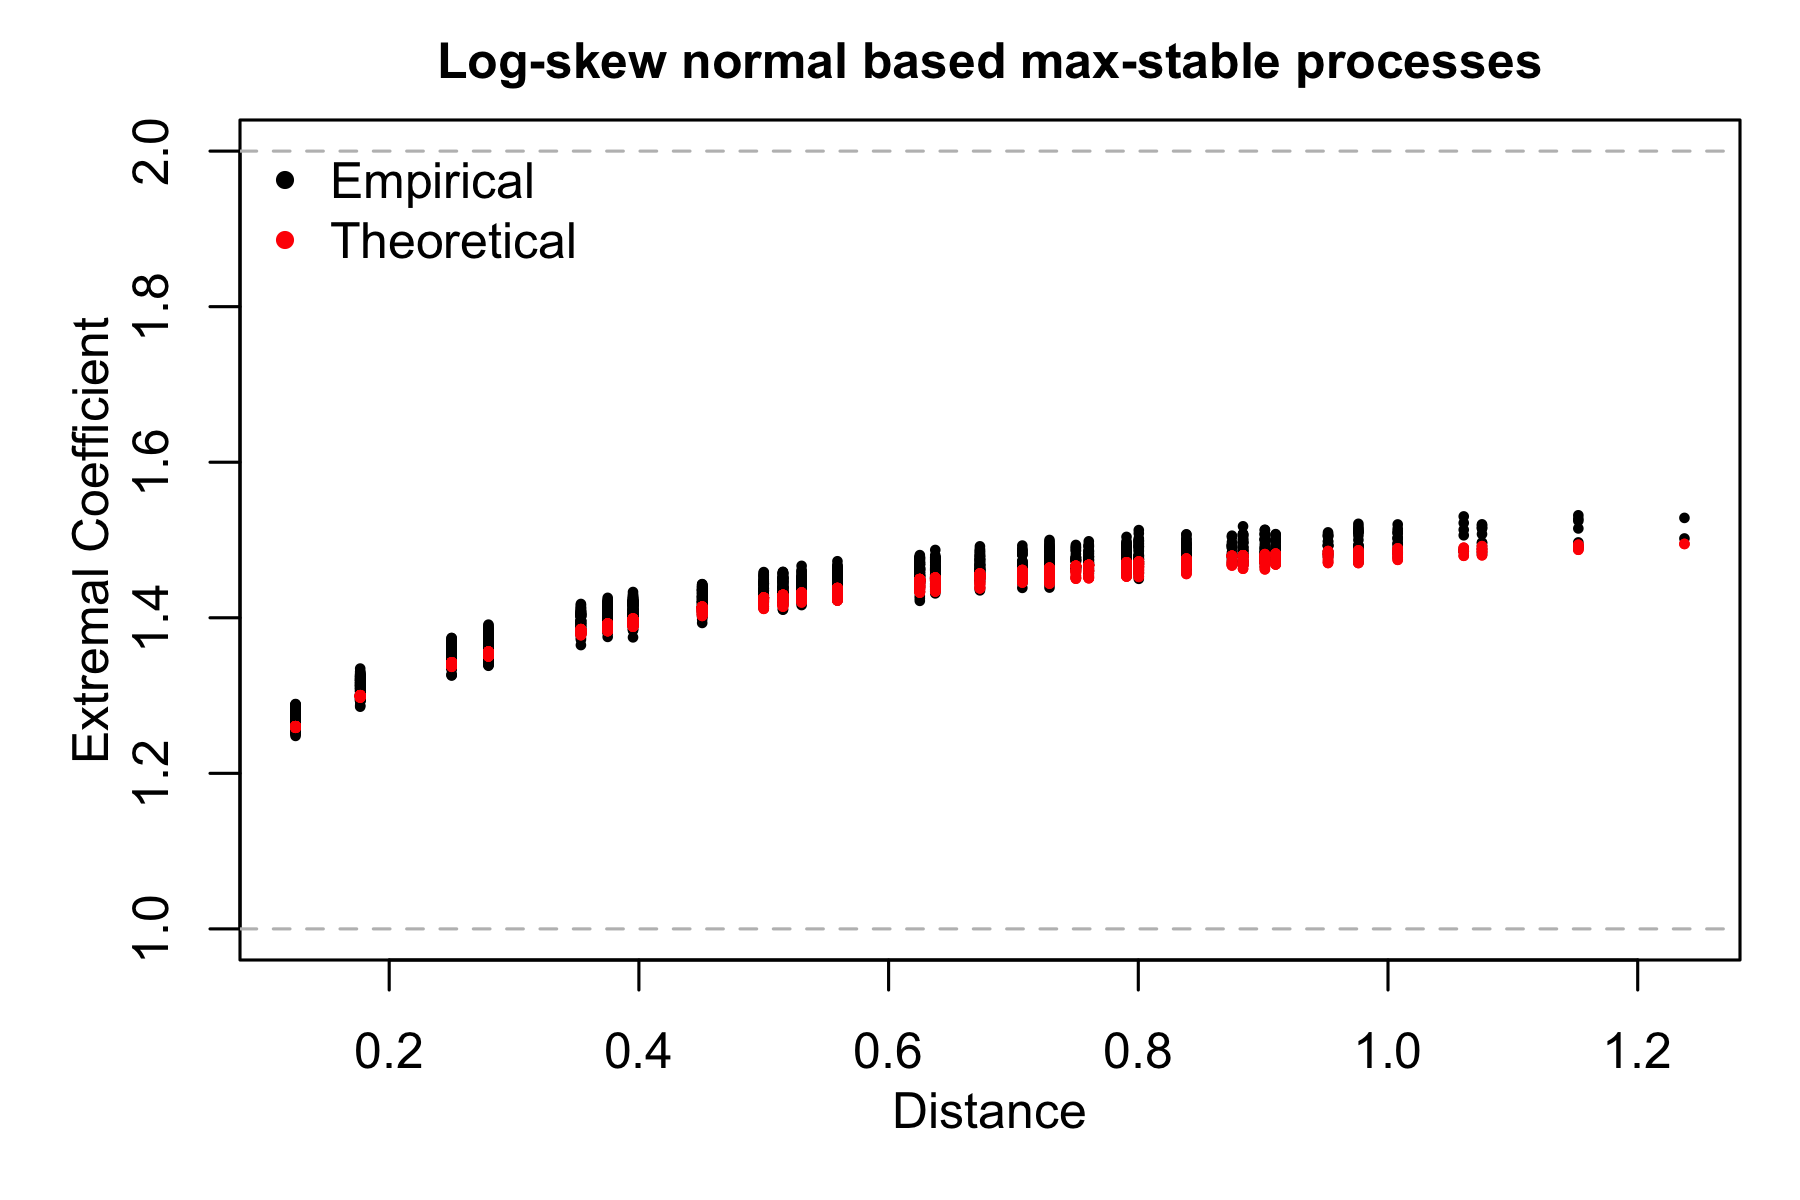 Log-skew normal based max-stable processes
Empirical
Theoretical
Extremal Coefficient
2.0
1.8
1.6
1.4
1.2
1.0
0.2 0.4 0.6 0.8 1.0 1.2
Distance